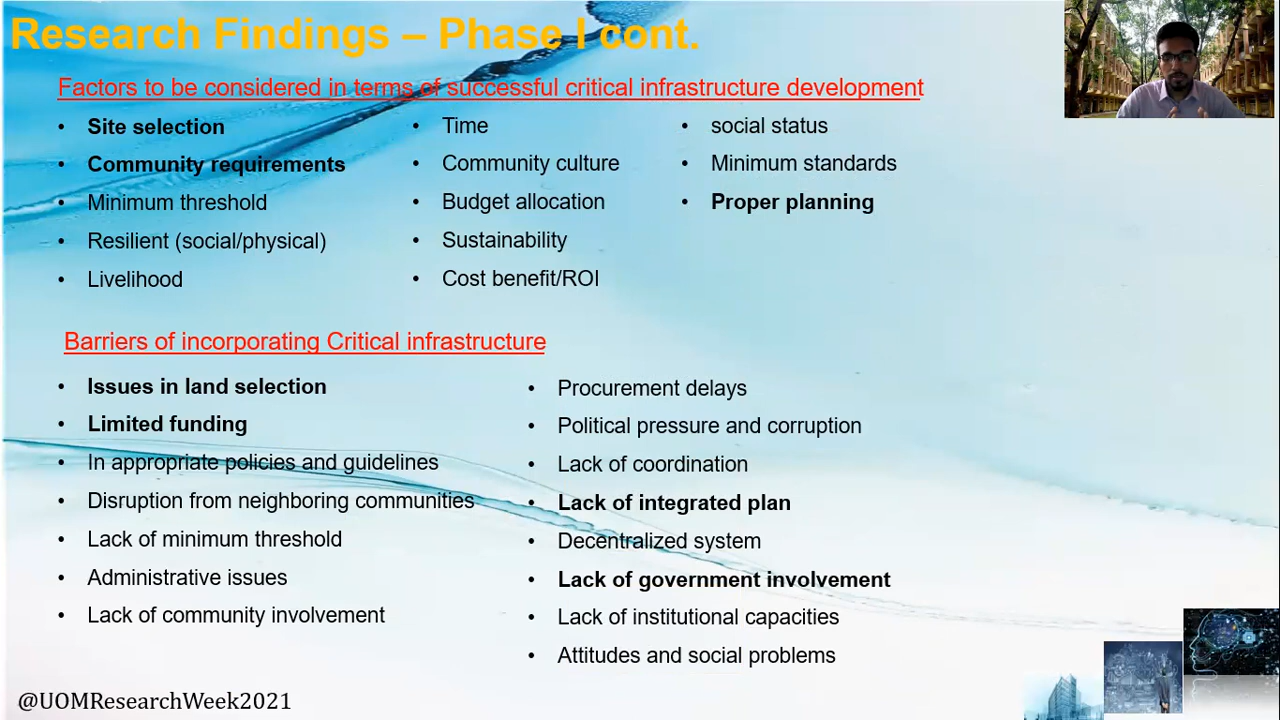 Research Findings – Phase I cont.
Factors to be considered in terms of successful critical infrastructure development
• Site selection
• Community requirements
• Minimum threshold
• Resilient (social/physical)
• Livelihood
• Time
• Community culture
• Budget allocation
• Sustainability
• Cost benefit/ROI
• social status
• Minimum standards
• Proper planning
Barriers of incorporating Critical infrastructure
• Issues in land selection
• Limited funding
• In appropriate policies and guidelines
• Disruption from neighboring communities
• Lack of minimum threshold
• Administrative issues
• Lack of community involvement
• Procurement delays
• Political pressure and corruption
• Lack of coordination
• Lack of integrated plan
• Decentralized system
• Lack of government involvement
• Lack of institutional capacities
• Attitudes and social problems
@UOMResearchWeek2021